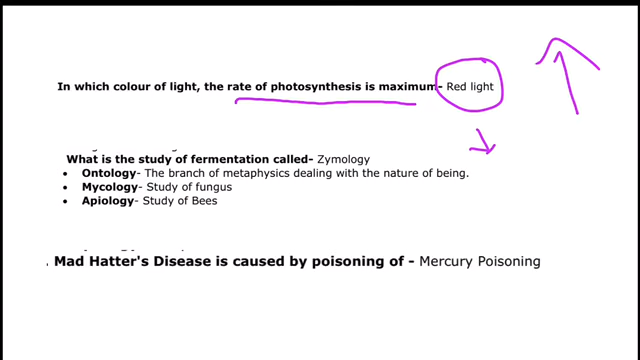 In which colour of light, the rate of photosynthesis is maximum- Red light
What is the study of fermentation called- Zymology
• Ontology- The branch of metaphysics dealing with the nature of being.
• Mycology- Study of fungus
• Apiology- Study of Bees
. Mad Hatter's Disease is caused by poisoning of - Mercury Poisoning